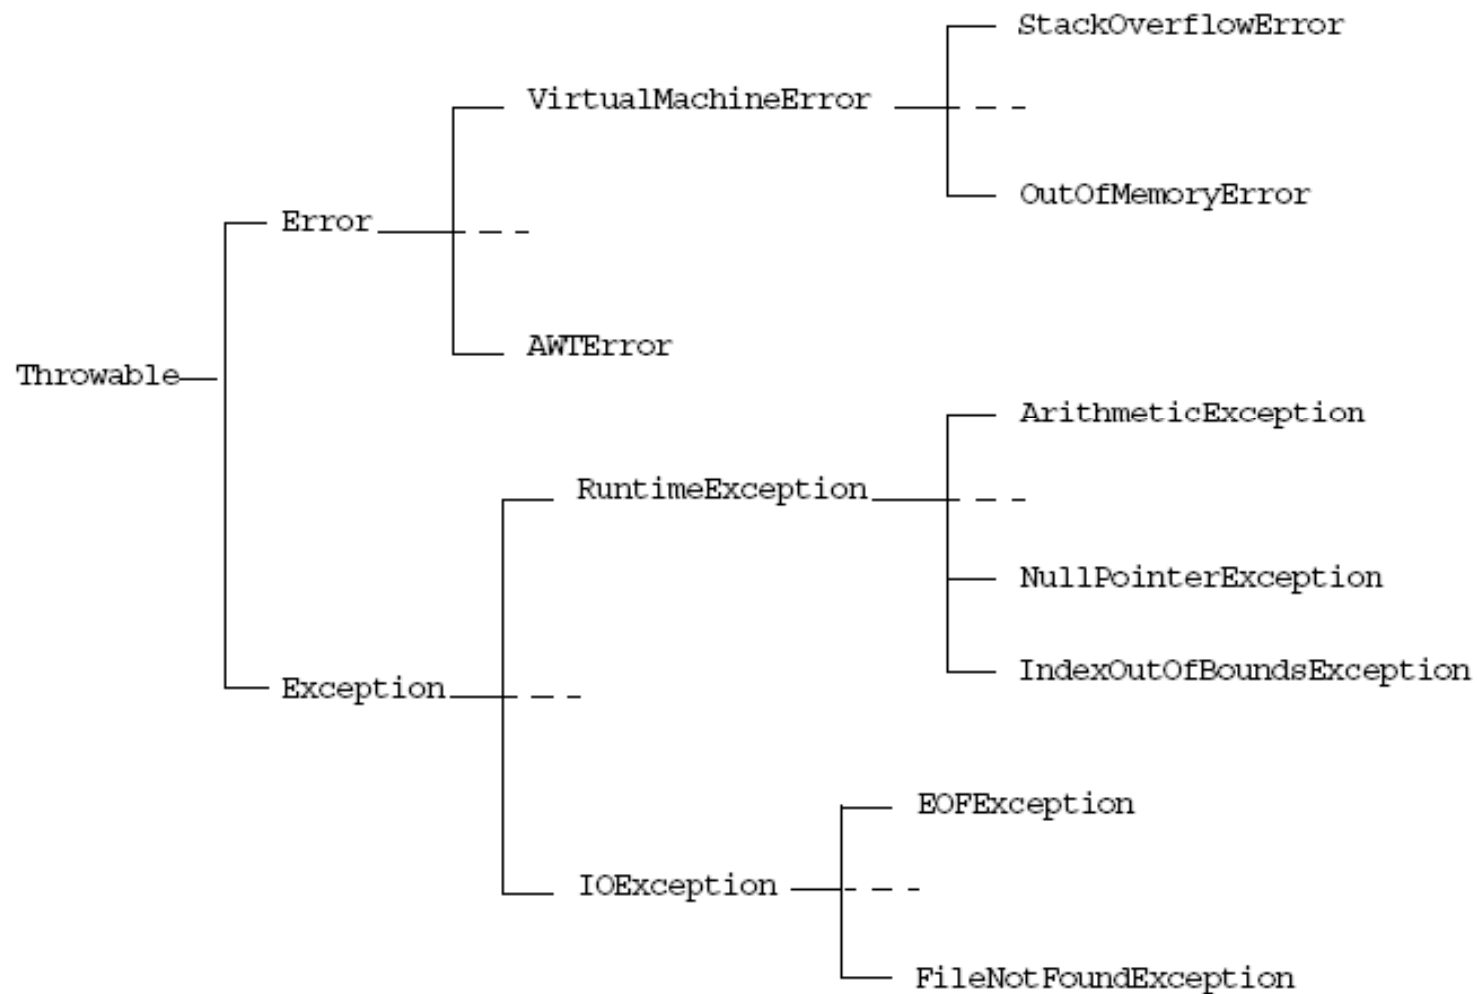 StackOverflowError
VirtualMachineError
OutOfMemoryError
Error
AWTError
Throwable
ArithmeticException
RuntimeException
NullPointerException
IndexOutOfBoundsException
Exception
EOFException
IOException
FileNotFoundException